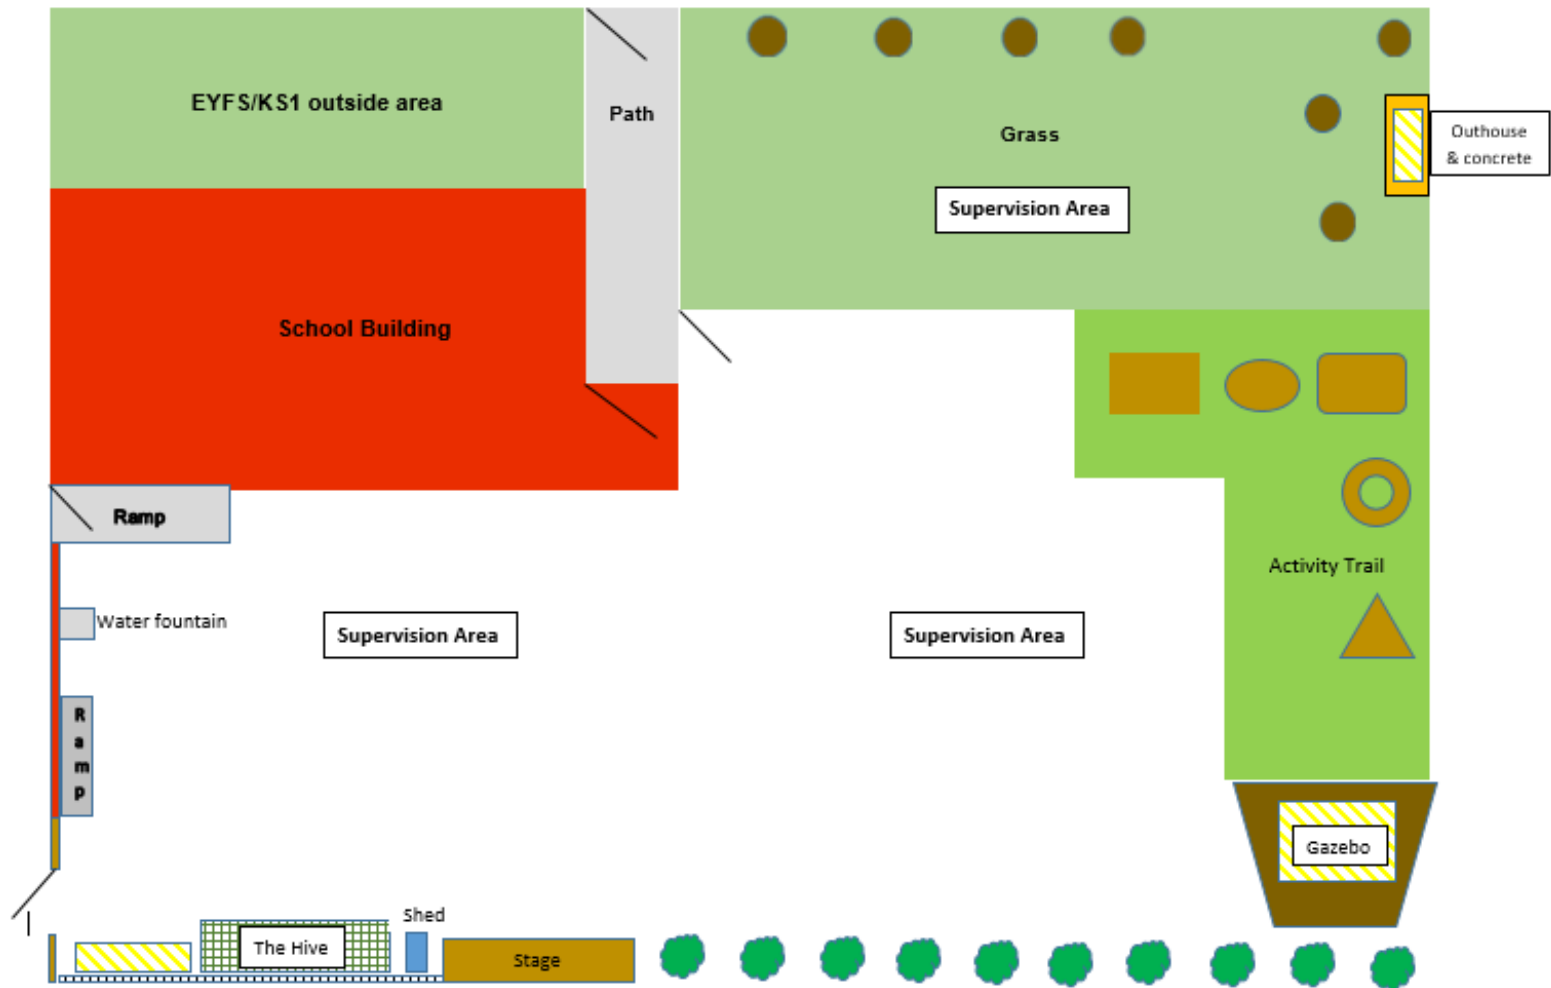 EYFS/KS1 outside area
Path
Grass
Outhouse
& concrete
Supervision Area
School Building
Ramp
Activity Trail
Water fountain
Supervision Area
Supervision Area
R
a
m
p
Gazebo
Shed
The Hive
Stage